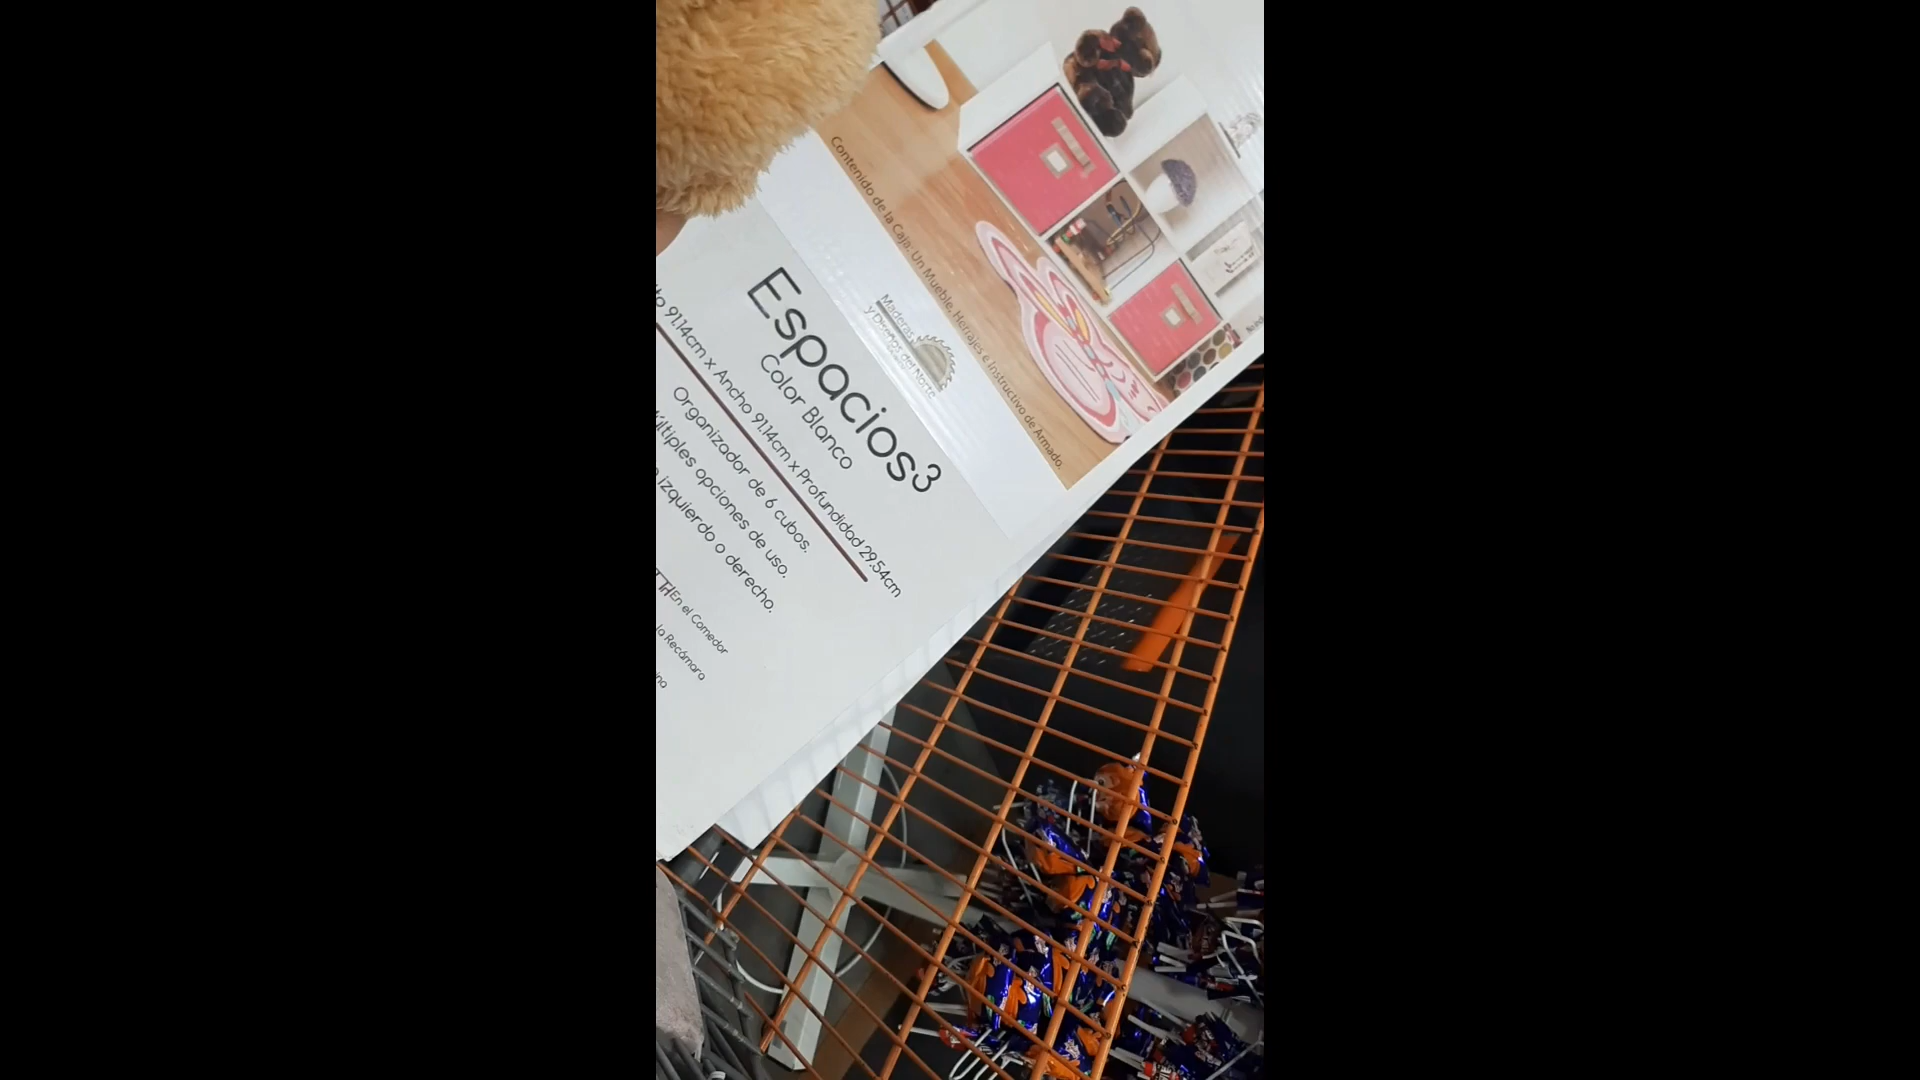 Contenido de la Caja: Un Mueble, Herrajes e Instructivo de Armado.
Maderas
y Diseños del Norte
Espacios3
Color Blanco
91.14cm x Ancho 91.14cm x Profundidad 29.54cm
Organizador de 6 cubos.
opciones de uso.
izquierdo o derecho.
En el Comedor
la Recámara